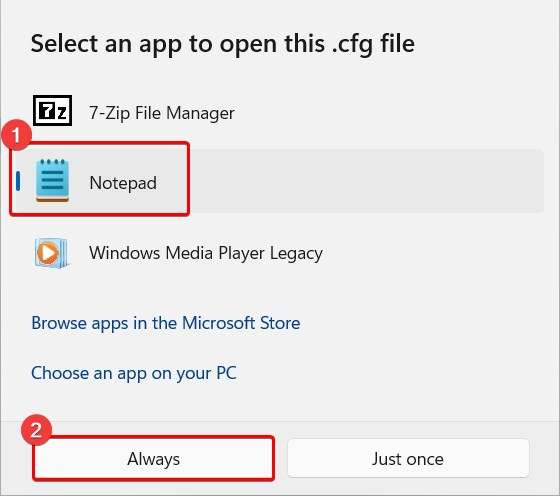 Select an app to open this .cfg file
7z 7-Zip File Manager
1
Notepad
Windows Media Player Legacy
Browse apps in the Microsoft Store
Choose an app on your PC
2
Always Just once